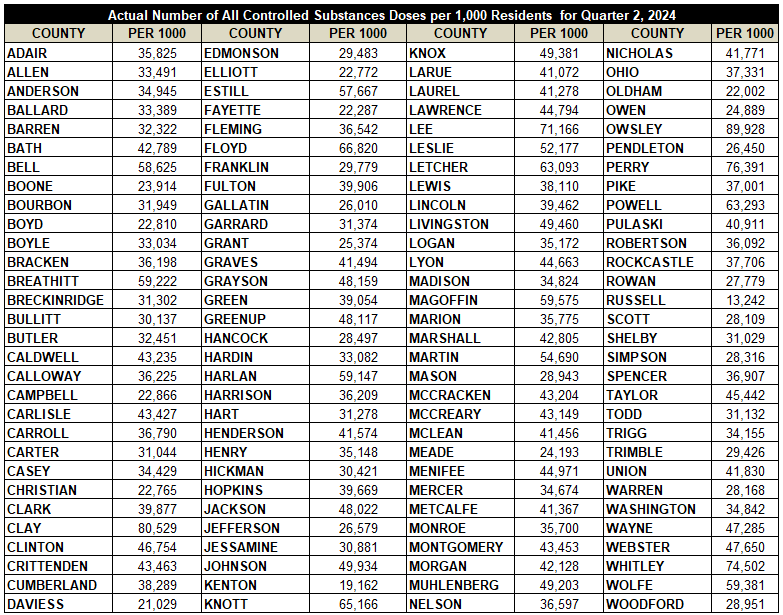 Actual Number of All Controlled Substances Doses per 1,000 Residents for Quarter 2, 2024
COUNTY PER 1000 COUNTY PER 1000 COUNTY PER 1000 COUNTY PER 1000
ADAIR 35,825 EDMONSON 29,483 KNOX 49,381 NICHOLAS 41,771
ALLEN 33,491 ELLIOTT 22,772 LARUE 41,072 OHIO 37,331
ANDERSON 34,945 ESTILL 57,667 LAUREL 41,278 OLDHAM 22,002
BALLARD 33,389 FAYETTE 22,287 LAWRENCE 44,794 OWEN 24,889
BARREN 32,322 FLEMING 36,542 LEE 71,166 OWSLEY 89,928
BATH 42,789 FLOYD 66,820 LESLIE 52,177 PENDLETON 26,450
BELL 58,625 FRANKLIN 29,779 LETCHER 63,093 PERRY 76,391
BOONE 23,914 FULTON 39,906 LEWIS 38,110 PIKE 37,001
BOURBON 31,949 GALLATIN 26,010 LINCOLN 39,462 POWELL 63,293
BOYD 22,810 GARRARD 31,374 LIVINGSTON 49,460 PULASKI 40,911
BOYLE 33,034 GRANT 25,374 LOGAN 35,172 ROBERTSON 36,092
BRACKEN 36,198 GRAVES 41,494 LYON 44,663 ROCKCASTLE 37,706
BREATHITT 59,222 GRAYSON 48,159 MADISON 34,824 ROWAN 27,779
BRECKINRIDGE 31,302 GREEN 39,054 MAGOFFIN 59,575 RUSSELL 13,242
BULLITT 30,137 GREENUP 48,117 MARION 35,775 SCOTT 28,109
BUTLER 32,451 HANCOCK 28,497 MARSHALL 42,805 SHELBY 31,029
CALDWELL 43,235 HARDIN 33,082 MARTIN 54,690 SIMPSON 28,316
CALLOWAY 36,225 HARLAN 59,147 MASON 28,943 SPENCER 36,907
CAMPBELL 22,866 HARRISON 36,209 MCCRACKEN 43,204 TAYLOR 45,442
CARLISLE 43,427 HART 31,278 MCCREARY 43,149 TODD 31,132
CARROLL 36,790 HENDERSON 41,574 MCLEAN 41,456 TRIGG 34,155
CARTER 31,044 HENRY 35,148 MEADE 24,193 TRIMBLE 29,426
CASEY 34,429 HICKMAN 30,421 MENIFEE 44,971 UNION 41,830
CHRISTIAN 22,765 HOPKINS 39,669 MERCER 34,674 WARREN 28,168
CLARK 39,877 JACKSON 48,022 METCALFE 41,367 WASHINGTON 34,842
CLAY 80,529 JEFFERSON 26,579 MONROE 35,700 WAYNE 47,285
CLINTON 46,754 JESSAMINE 30,881 MONTGOMERY 43,453 WEBSTER 47,650
CRITTENDEN 43,463 JOHNSON 49,934 MORGAN 42,128 WHITLEY 74,502
CUMBERLAND 38,289 KENTON 19,162 MUHLENBERG 49,203 WOLFE 59,381
DAVIESS 21,029 KNOTT 65,166 NELSON 36,597 WOODFORD 28,951